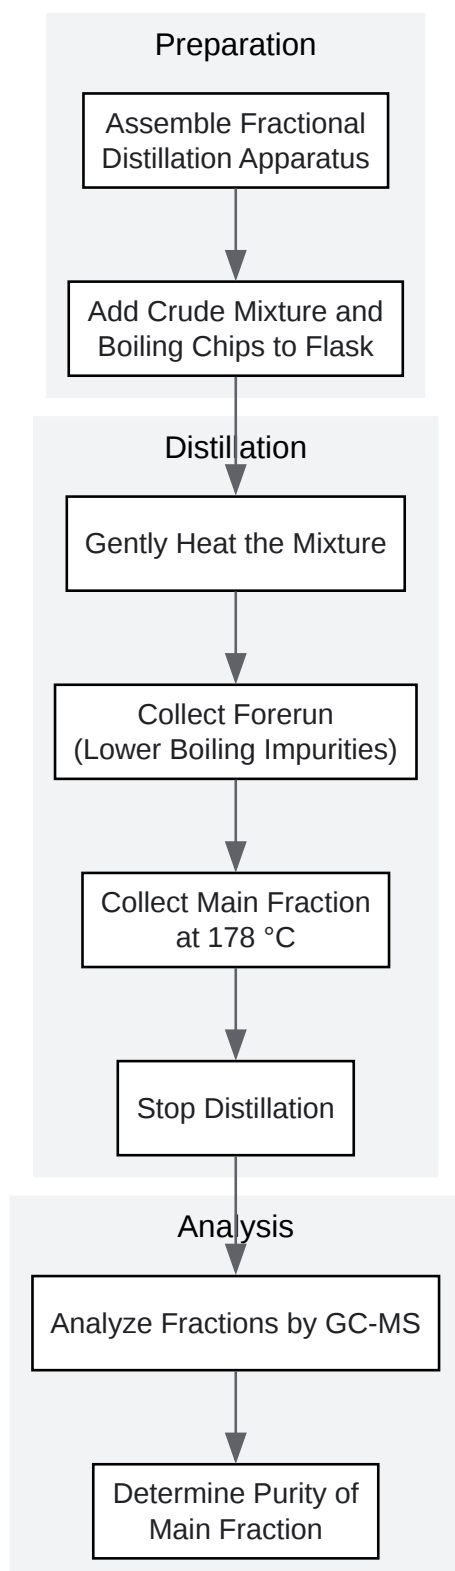 Preparation
Assemble Fractional
Distillation Apparatus
Add Crude Mixture and
Boiling Chips to Flask
Distillation
Gently Heat the Mixture
Collect Forerun
(Lower Boiling Impurities)
Collect Main Fraction
at 178 °C
Stop Distillation
Analysis
Analyze Fractions by GC-MS
Determine Purity of
Main Fraction